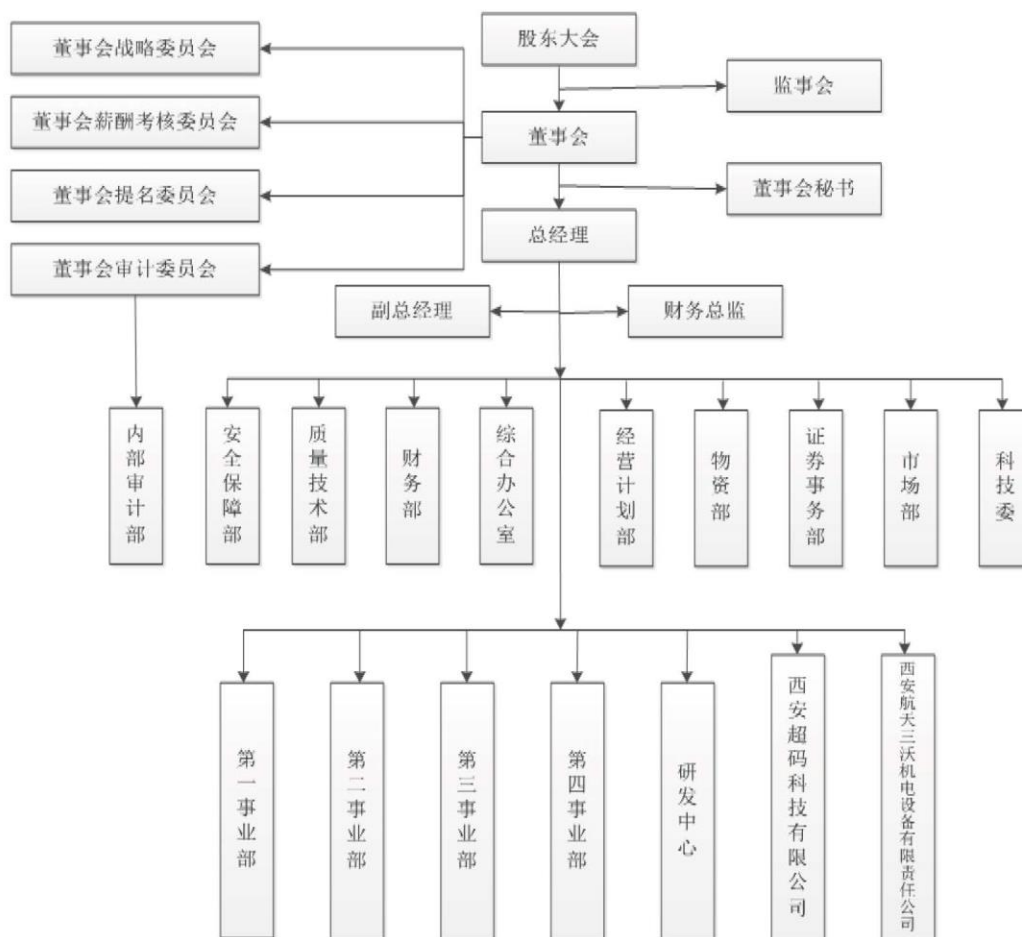 股东大会
董事会战略委员会
监事会
董事会薪酬考核委员会
董事会
董事会提名委员会
董事会秘书
总经理
董事会审计委员会
副总经理
财务总监
内部审计部
安全保障部
质量技术部
财务部
综合办公室
经营计划部
物资部
证券事务部
市场部
科技委
第一事业部
第二事业部
第三事业部
第四事业部
研发中心
西安超码科技有限公司
西安航天三沃机电设备有限责任公司